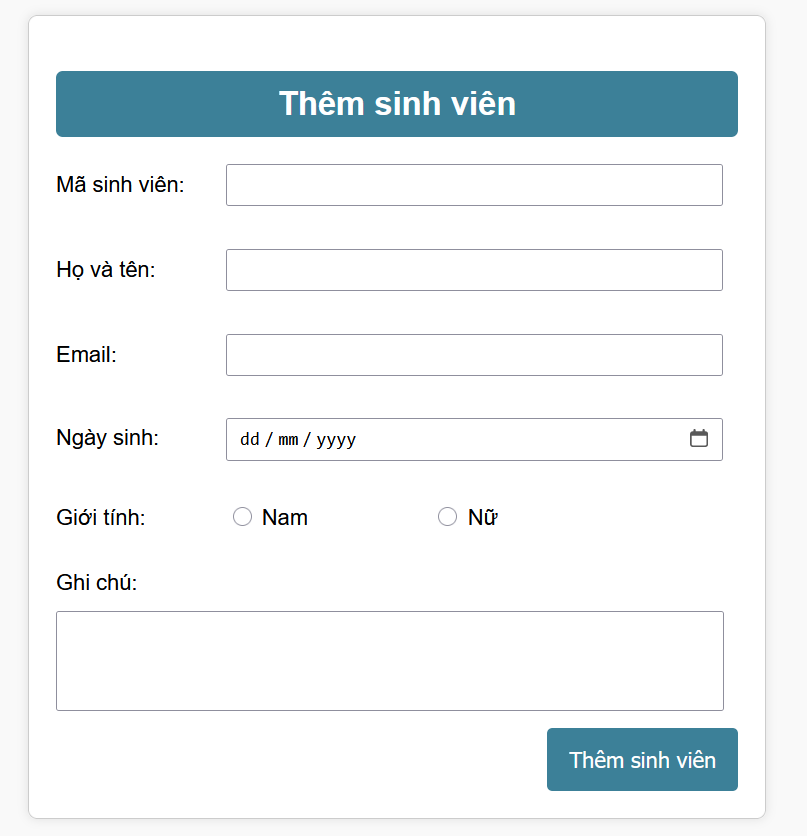 Thêm sinh viên
Mã sinh viên:
Họ và tên:
Email:
Ngày sinh:
dd / mm / yyyy
Giới tính:
Nam
Nữ
Ghi chú:
Thêm sinh viên